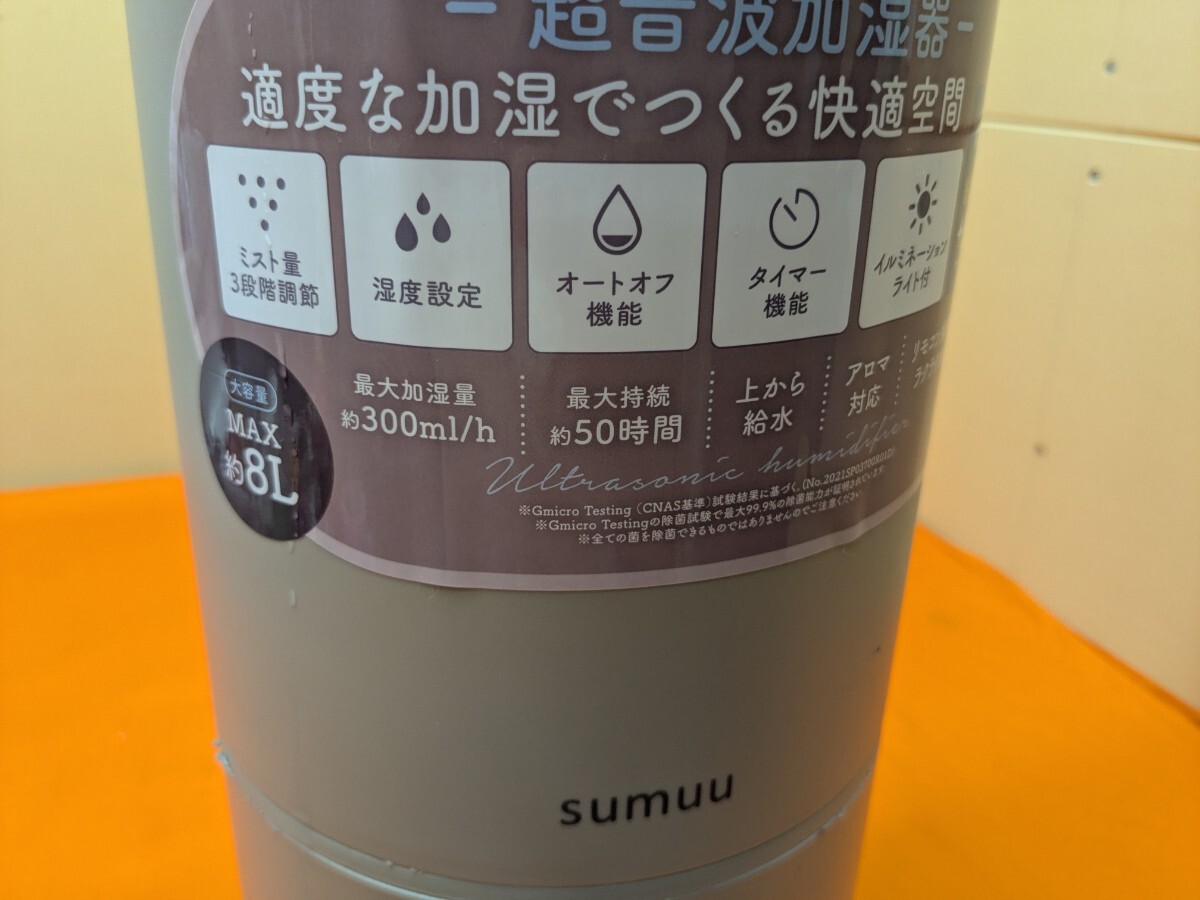 - 超音波加湿器 -
適度な加湿でつくる快適空間
ミスト量
3段階調節
湿度設定
オートオフ
機能
タイマー
機能
イルミネーション
ライト付
大容量
MAX
約8L
最大加湿量
約300ml/h
最大持続
約50時間
上から
給水
アロマ
対応
Ultrasonic humidifier
※Gmicro Testing（CNAS基準）試験結果に基づく。(No.2021SP03700R01D)
※Gmicro Testingの除菌試験で最大99.9%の除菌能力が証明されています
※全ての菌を除菌できるものではありませんのでご注意ください
sumuu